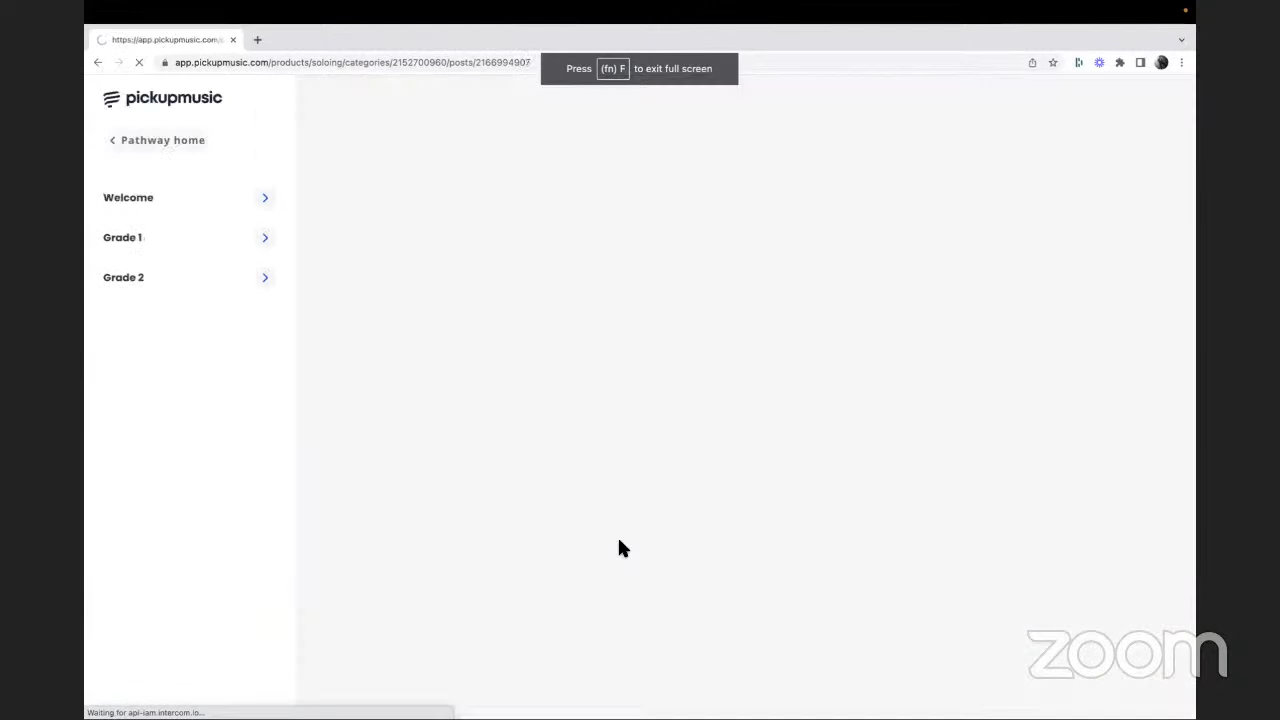 https://app.pickupmusic.com/
app.pickupmusic.com/products/soloing/categories/2152700960/posts/2166994907
Press (fn) F to exit full screen
pickupmusic
Pathway home
Welcome
Grade 1
Grade 2
zoom
Waiting for api-iam.intercom.io...